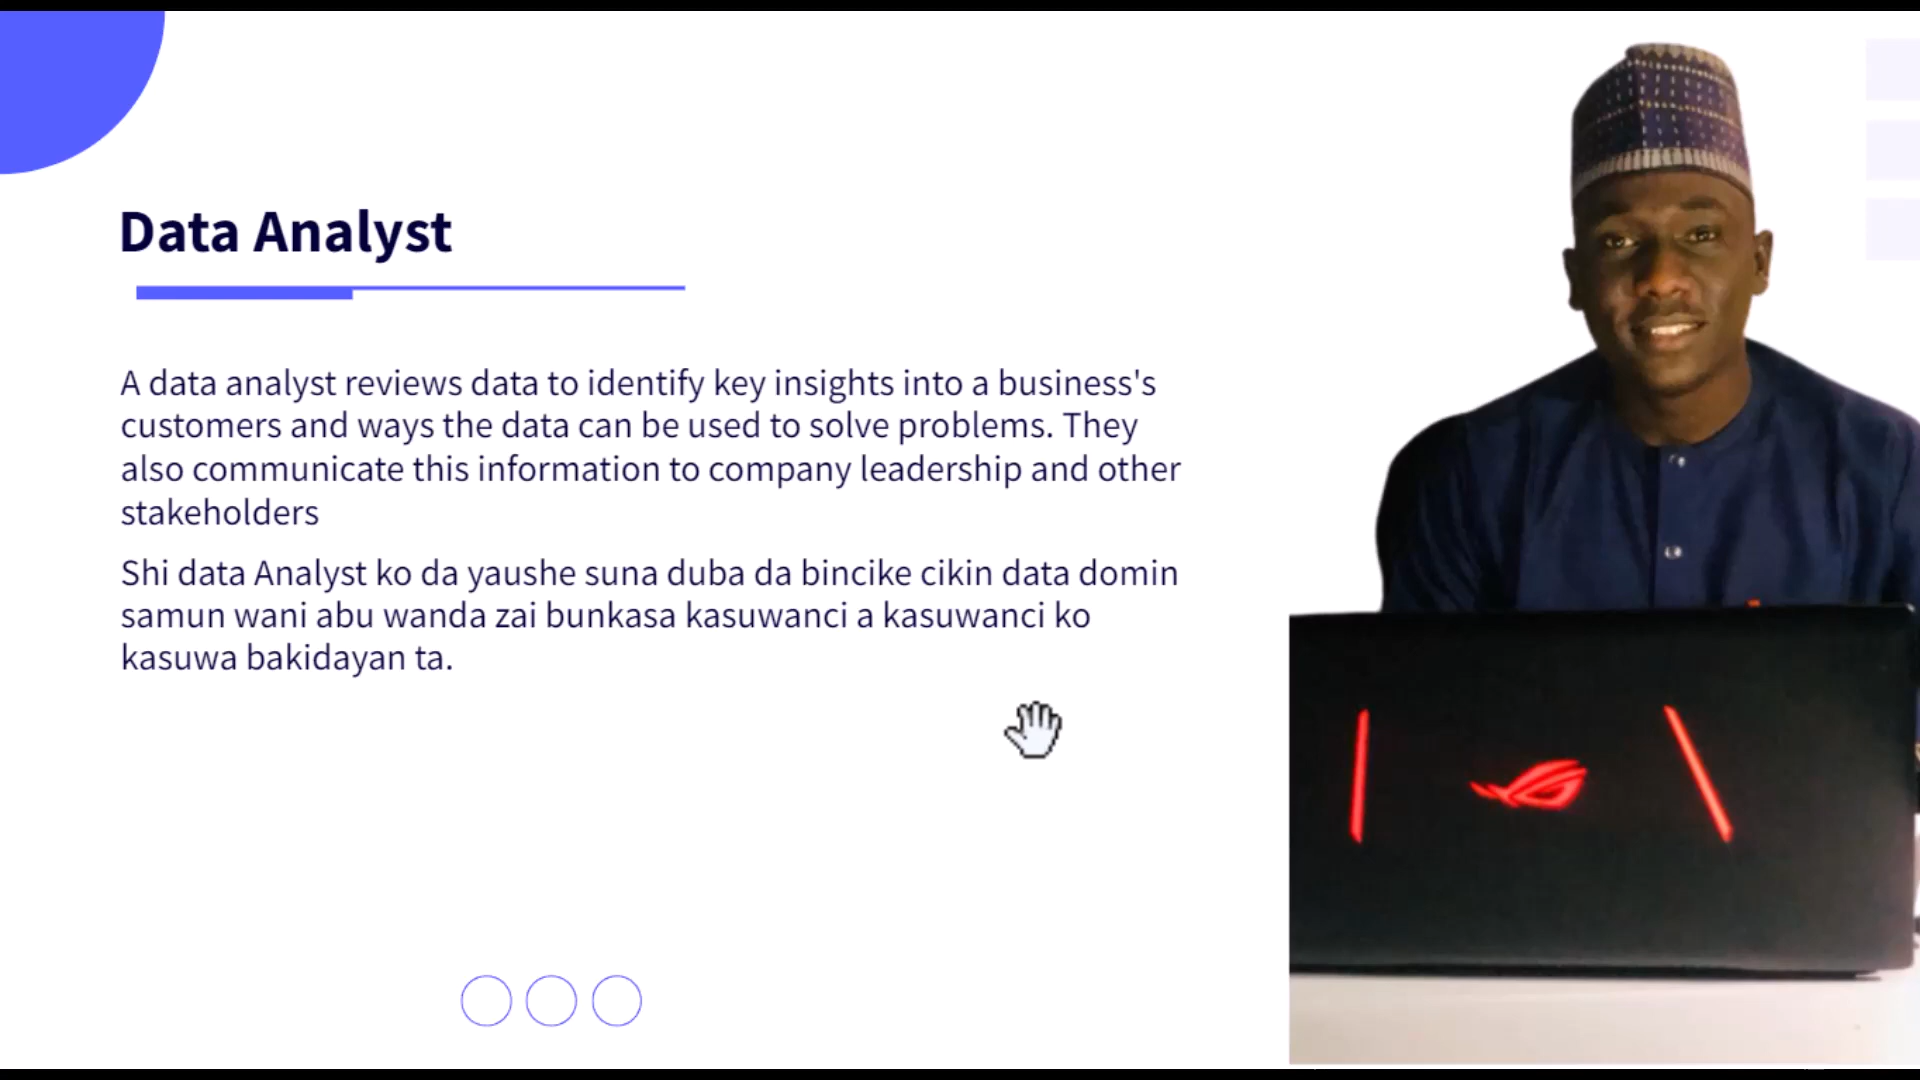 Data Analyst
A data analyst reviews data to identify key insights into a business's
customers and ways the data can be used to solve problems. They
also communicate this information to company leadership and other
stakeholders
Shi data Analyst ko da yaushe suna duba da bincike cikin data domin
samun wani abu wanda zai bunkasa kasuwanci a kasuwanci ko
kasuwa bakidayan ta.